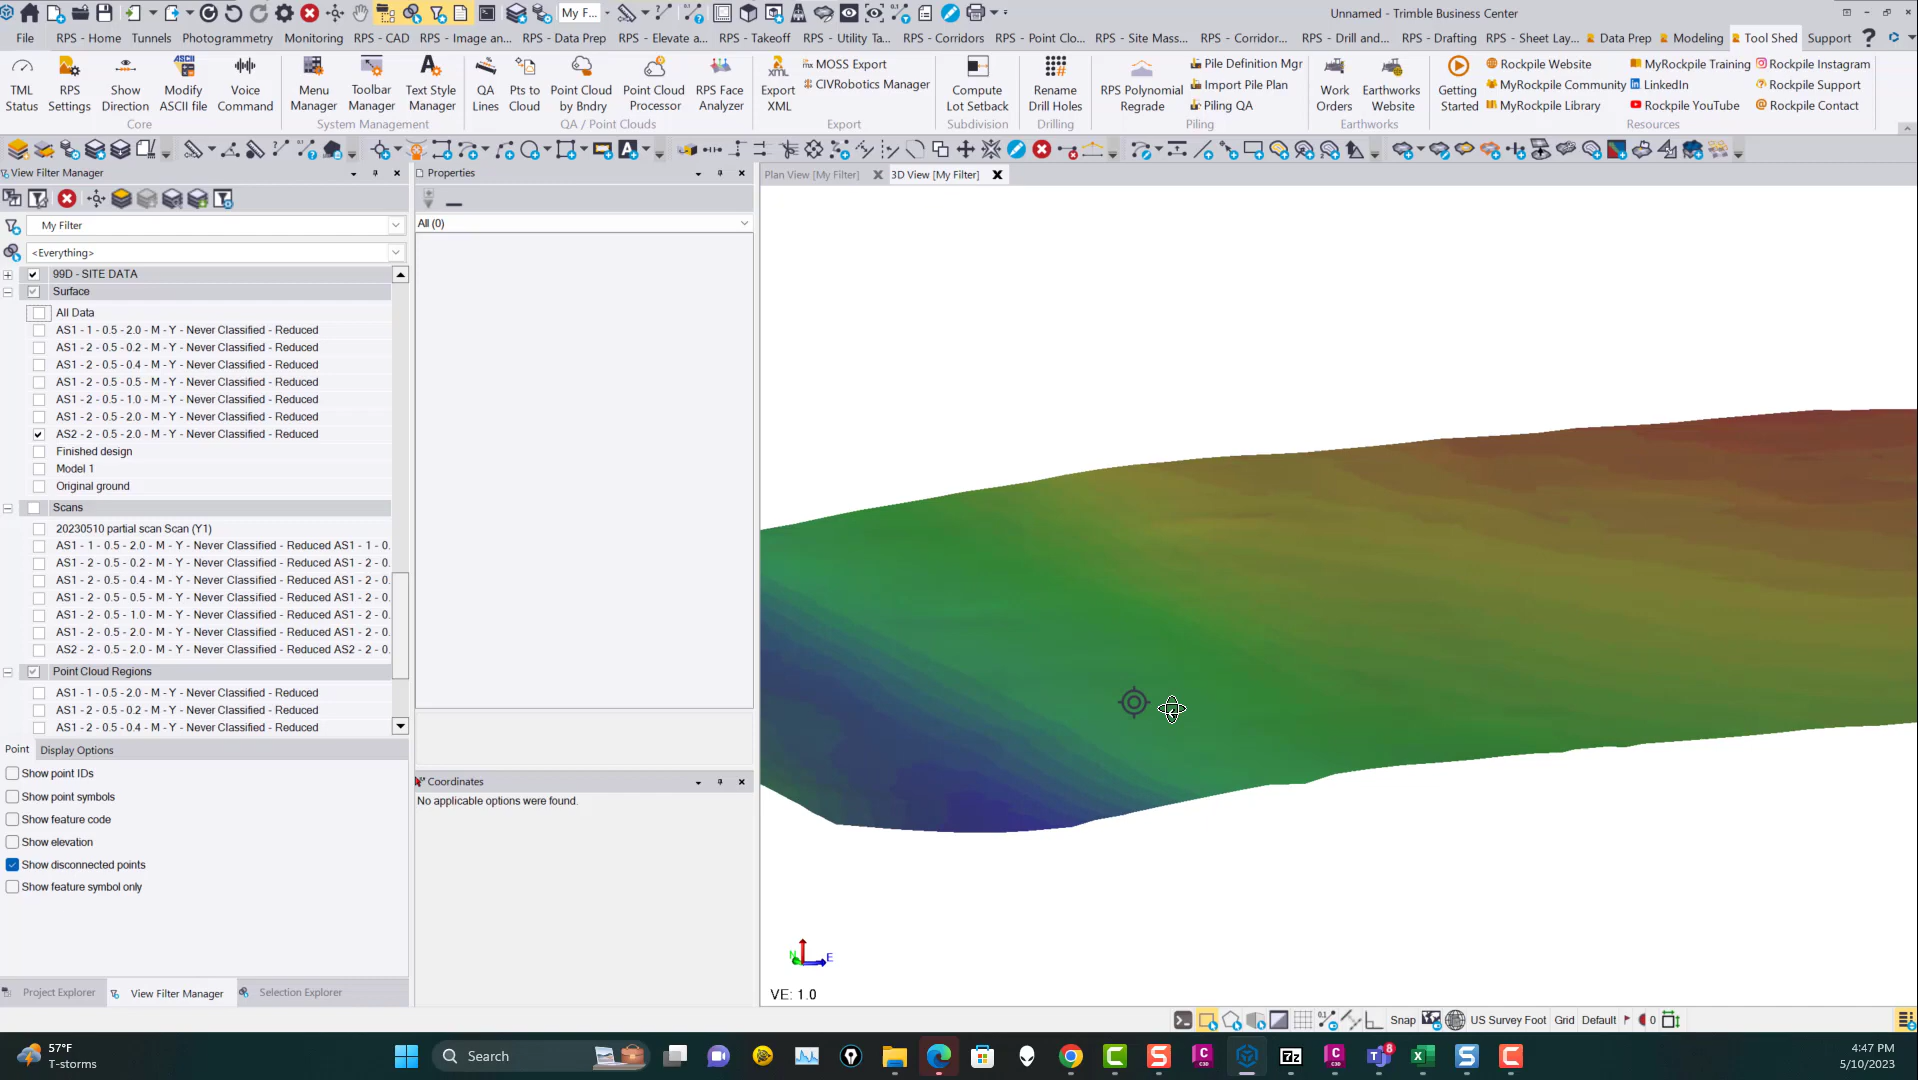 My F...
Unnamed - Trimble Business Center
File RPS - Home Tunnels Photogrammetry Monitoring RPS - CAD RPS - Image an... RPS - Data Prep RPS - Elevate a... RPS - Takeoff RPS - Utility Ta... RPS - Corridors RPS - Point Clo... RPS - Site Mass... RPS - Corridor... RPS - Drill and... RPS - Drafting RPS - Sheet Lay... Data Prep Modeling Tool Shed Support
TML Status
RPS Settings
Show Direction
Modify ASCII file
Voice Command
Core
Menu Manager
Toolbar Manager
Text Style Manager
System Management
QA Lines
Pts to Cloud
Point Cloud by Bndry
Point Cloud Processor
RPS Face Analyzer
QA / Point Clouds
Export XML
MOSS Export
CIVRobotics Manager
Export
Compute Lot Setback
Subdivision
Rename Drill Holes
Drilling
RPS Polynomial Regrade
Pile Definition Mgr
Import Pile Plan
Piling QA
Piling
Work Orders
Earthworks Website
Earthworks
Getting Started
Rockpile Website
MyRockpile Community
MyRockpile Library
MyRockpile Training
LinkedIn
Rockpile YouTube
Rockpile Instagram
Rockpile Support
Rockpile Contact
Resources
View Filter Manager
My Filter
<Everything>
99D - SITE DATA
Surface
All Data
AS1 - 1 - 0.5 - 2.0 - M - Y - Never Classified - Reduced
AS1 - 2 - 0.5 - 0.2 - M - Y - Never Classified - Reduced
AS1 - 2 - 0.5 - 0.4 - M - Y - Never Classified - Reduced
AS1 - 2 - 0.5 - 0.5 - M - Y - Never Classified - Reduced
AS1 - 2 - 0.5 - 1.0 - M - Y - Never Classified - Reduced
AS1 - 2 - 0.5 - 2.0 - M - Y - Never Classified - Reduced
AS2 - 2 - 0.5 - 2.0 - M - Y - Never Classified - Reduced
Finished design
Model 1
Original ground
Scans
20230510 partial scan Scan (Y1)
AS1 - 1 - 0.5 - 2.0 - M - Y - Never Classified - Reduced AS1 - 1 - 0.
AS1 - 2 - 0.5 - 0.2 - M - Y - Never Classified - Reduced AS1 - 2 - 0.
AS1 - 2 - 0.5 - 0.4 - M - Y - Never Classified - Reduced AS1 - 2 - 0.
AS1 - 2 - 0.5 - 0.5 - M - Y - Never Classified - Reduced AS1 - 2 - 0.
AS1 - 2 - 0.5 - 1.0 - M - Y - Never Classified - Reduced AS1 - 2 - 0.
AS1 - 2 - 0.5 - 2.0 - M - Y - Never Classified - Reduced AS1 - 2 - 0.
AS2 - 2 - 0.5 - 2.0 - M - Y - Never Classified - Reduced AS2 - 2 - 0.
Point Cloud Regions
AS1 - 1 - 0.5 - 2.0 - M - Y - Never Classified - Reduced
AS1 - 2 - 0.5 - 0.2 - M - Y - Never Classified - Reduced
AS1 - 2 - 0.5 - 0.4 - M - Y - Never Classified - Reduced
Point Display Options
Show point IDs
Show point symbols
Show feature code
Show elevation
Show disconnected points
Show feature symbol only
Project Explorer View Filter Manager Selection Explorer
Properties
All (0)
Coordinates
No applicable options were found.
Plan View [My Filter] 3D View [My Filter]
N E
VE: 1.0
Snap US Survey Foot Grid Default 0
57°F
T-storms
Search
4:47 PM
5/10/2023